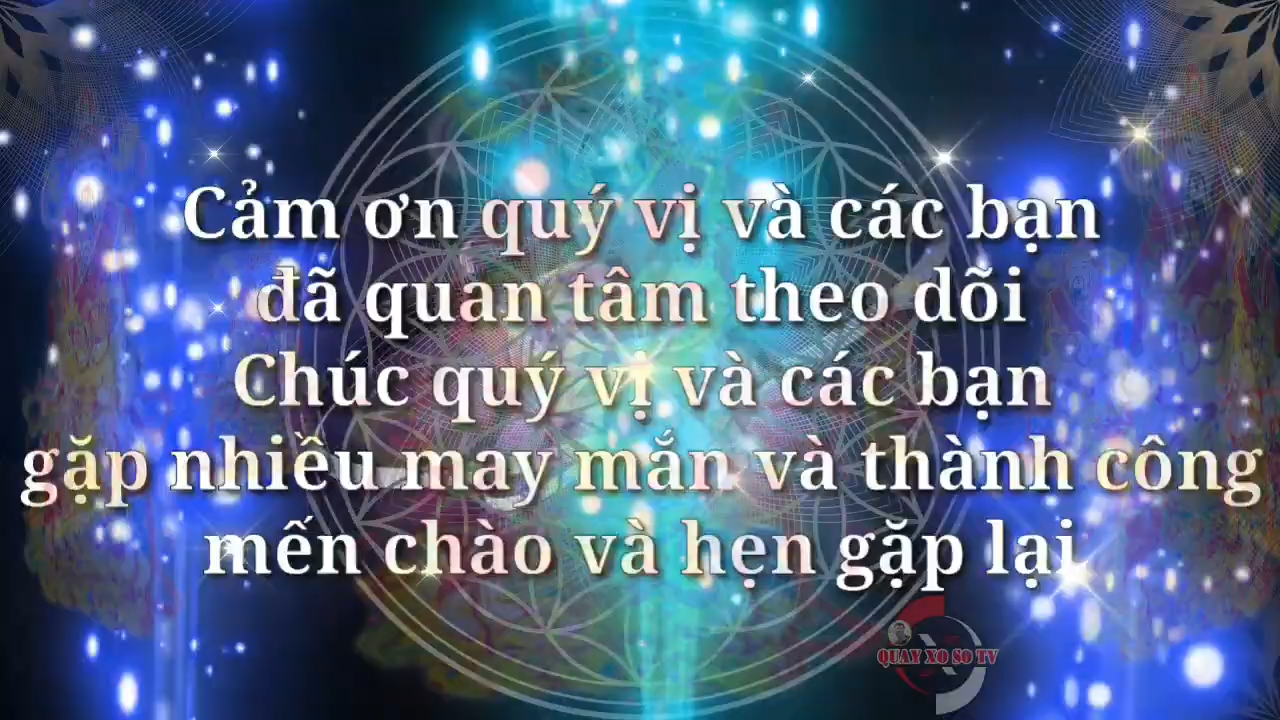 Cảm ơn quý vị và các bạn
đã quan tâm theo dõi
Chúc quý vị và các bạn
gặp nhiều may mắn và thành công
mến chào và hẹn gặp lại
QUAY XO SO TV